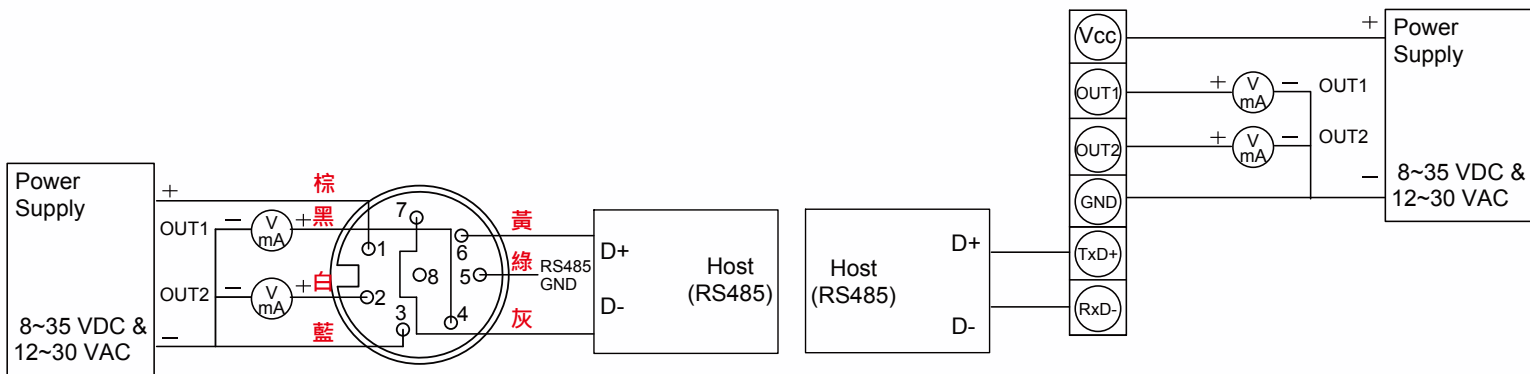 Power
Supply
+
OUT1
OUT2
8~35 VDC &
12~30 VAC
−
−
V
mA
+
−
V
mA
+
棕
黑
白
藍
7
1
6
8
5
2
3
4
黃
綠
灰
RS485
GND
D+
D-
Host
(RS485)
Host
(RS485)
D+
D-
Vcc
OUT1
OUT2
GND
TxD+
RxD-
+
V
mA
−
OUT1
+
V
mA
−
OUT2
+
−
Power
Supply
8~35 VDC &
12~30 VAC